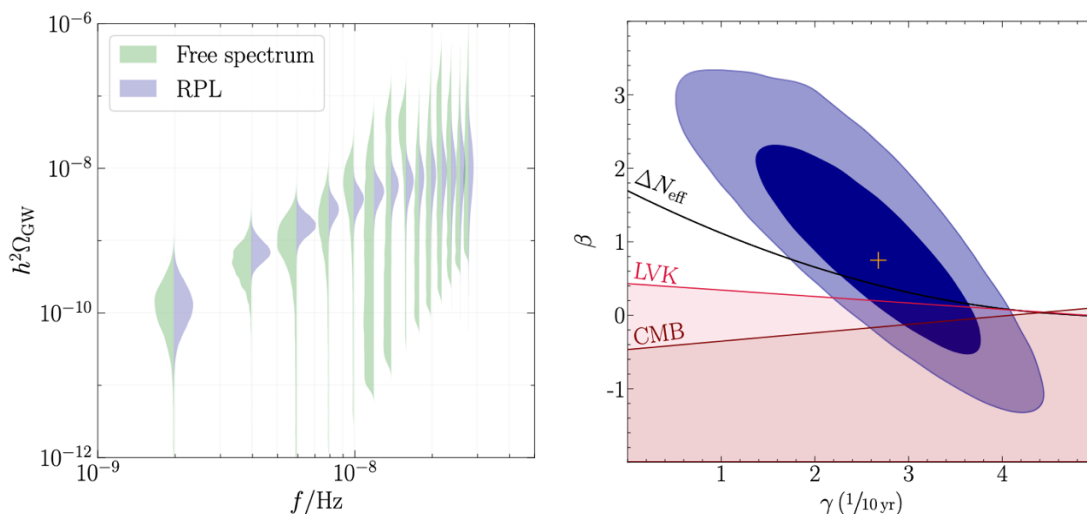 10⁻⁶
10⁻⁸
10⁻¹⁰
10⁻¹²
h²Ω_GW
Free spectrum
RPL
10⁻⁹
10⁻⁸
f/Hz
3
2
1
0
-1
β
ΔN_eff
LVK
CMB
1
2
3
4
γ (1/10 yr)